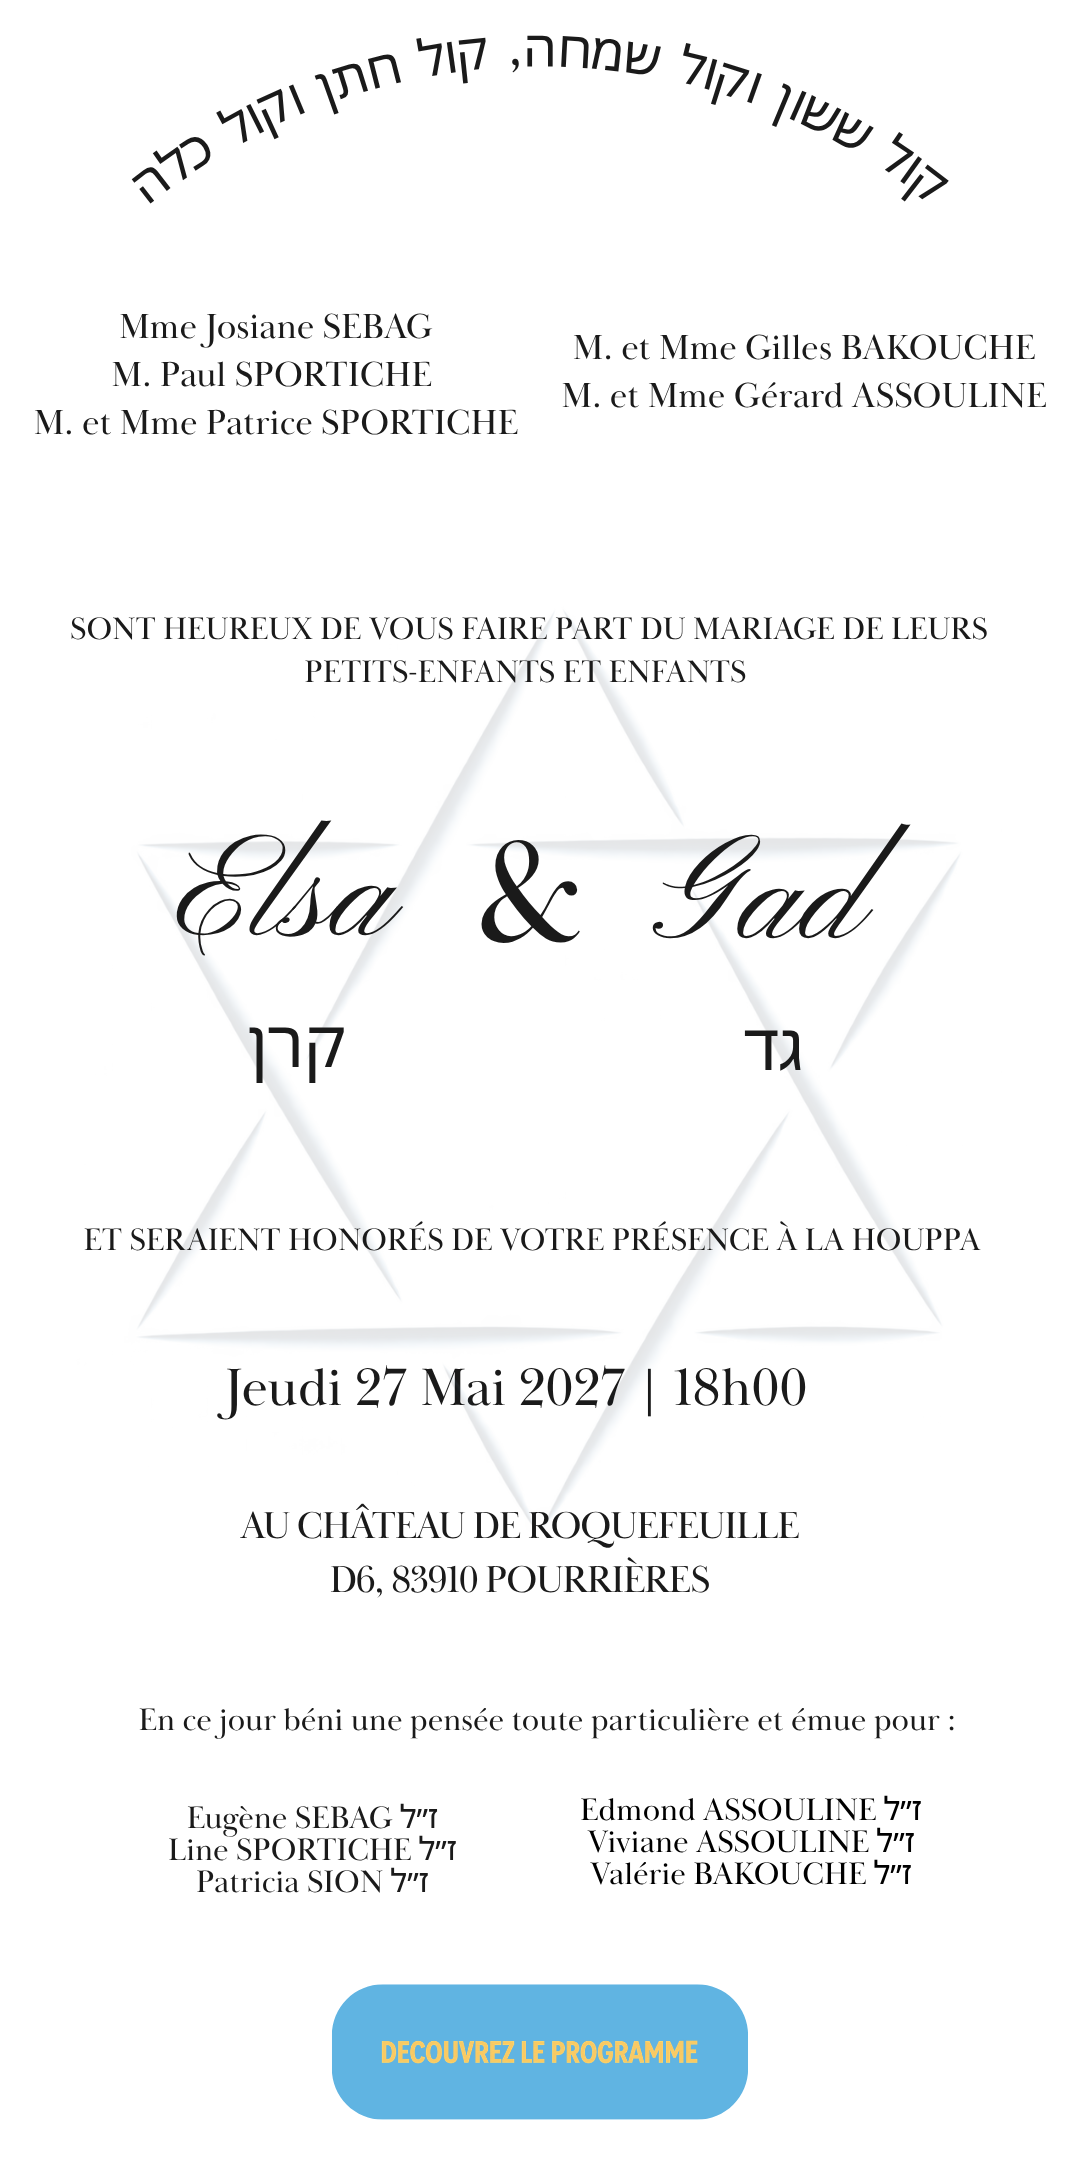 קול ששון וקול שמחה, קול חתן וקול כלה
Mme Josiane SEBAG
M. Paul SPORTICHE
M. et Mme Patrice SPORTICHE
M. et Mme Gilles BAKOUCHE
M. et Mme Gérard ASSOULINE
SONT HEUREUX DE VOUS FAIRE PART DU MARIAGE DE LEURS
PETITS-ENFANTS ET ENFANTS
Elsa & Gad
קרן
גד
ET SERAIENT HONORÉS DE VOTRE PRÉSENCE À LA HOUPPA
Jeudi 27 Mai 2027 | 18h00
AU CHÂTEAU DE ROQUEFEUILLE
D6, 83910 POURRIÈRES
En ce jour béni une pensée toute particulière et émue pour :
Eugène SEBAG ז״ל
Line SPORTICHE ז״ל
Patricia SION ז״ל
Edmond ASSOULINE ז״ל
Viviane ASSOULINE ז״ל
Valérie BAKOUCHE ז״ל
DECOUVREZ LE PROGRAMME